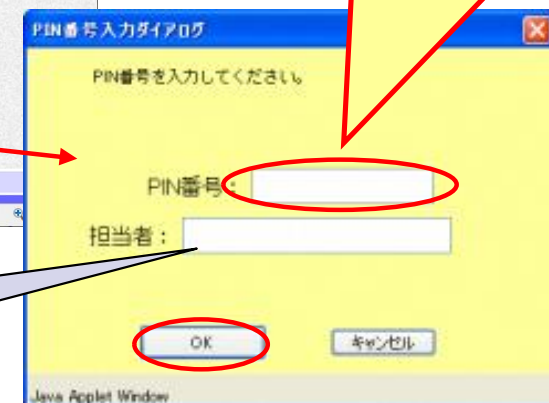 PIN番号入力ダイアログ
PIN番号を入力してください。
PIN番号：
担当者：
OK
キャンセル
Java Applet Window